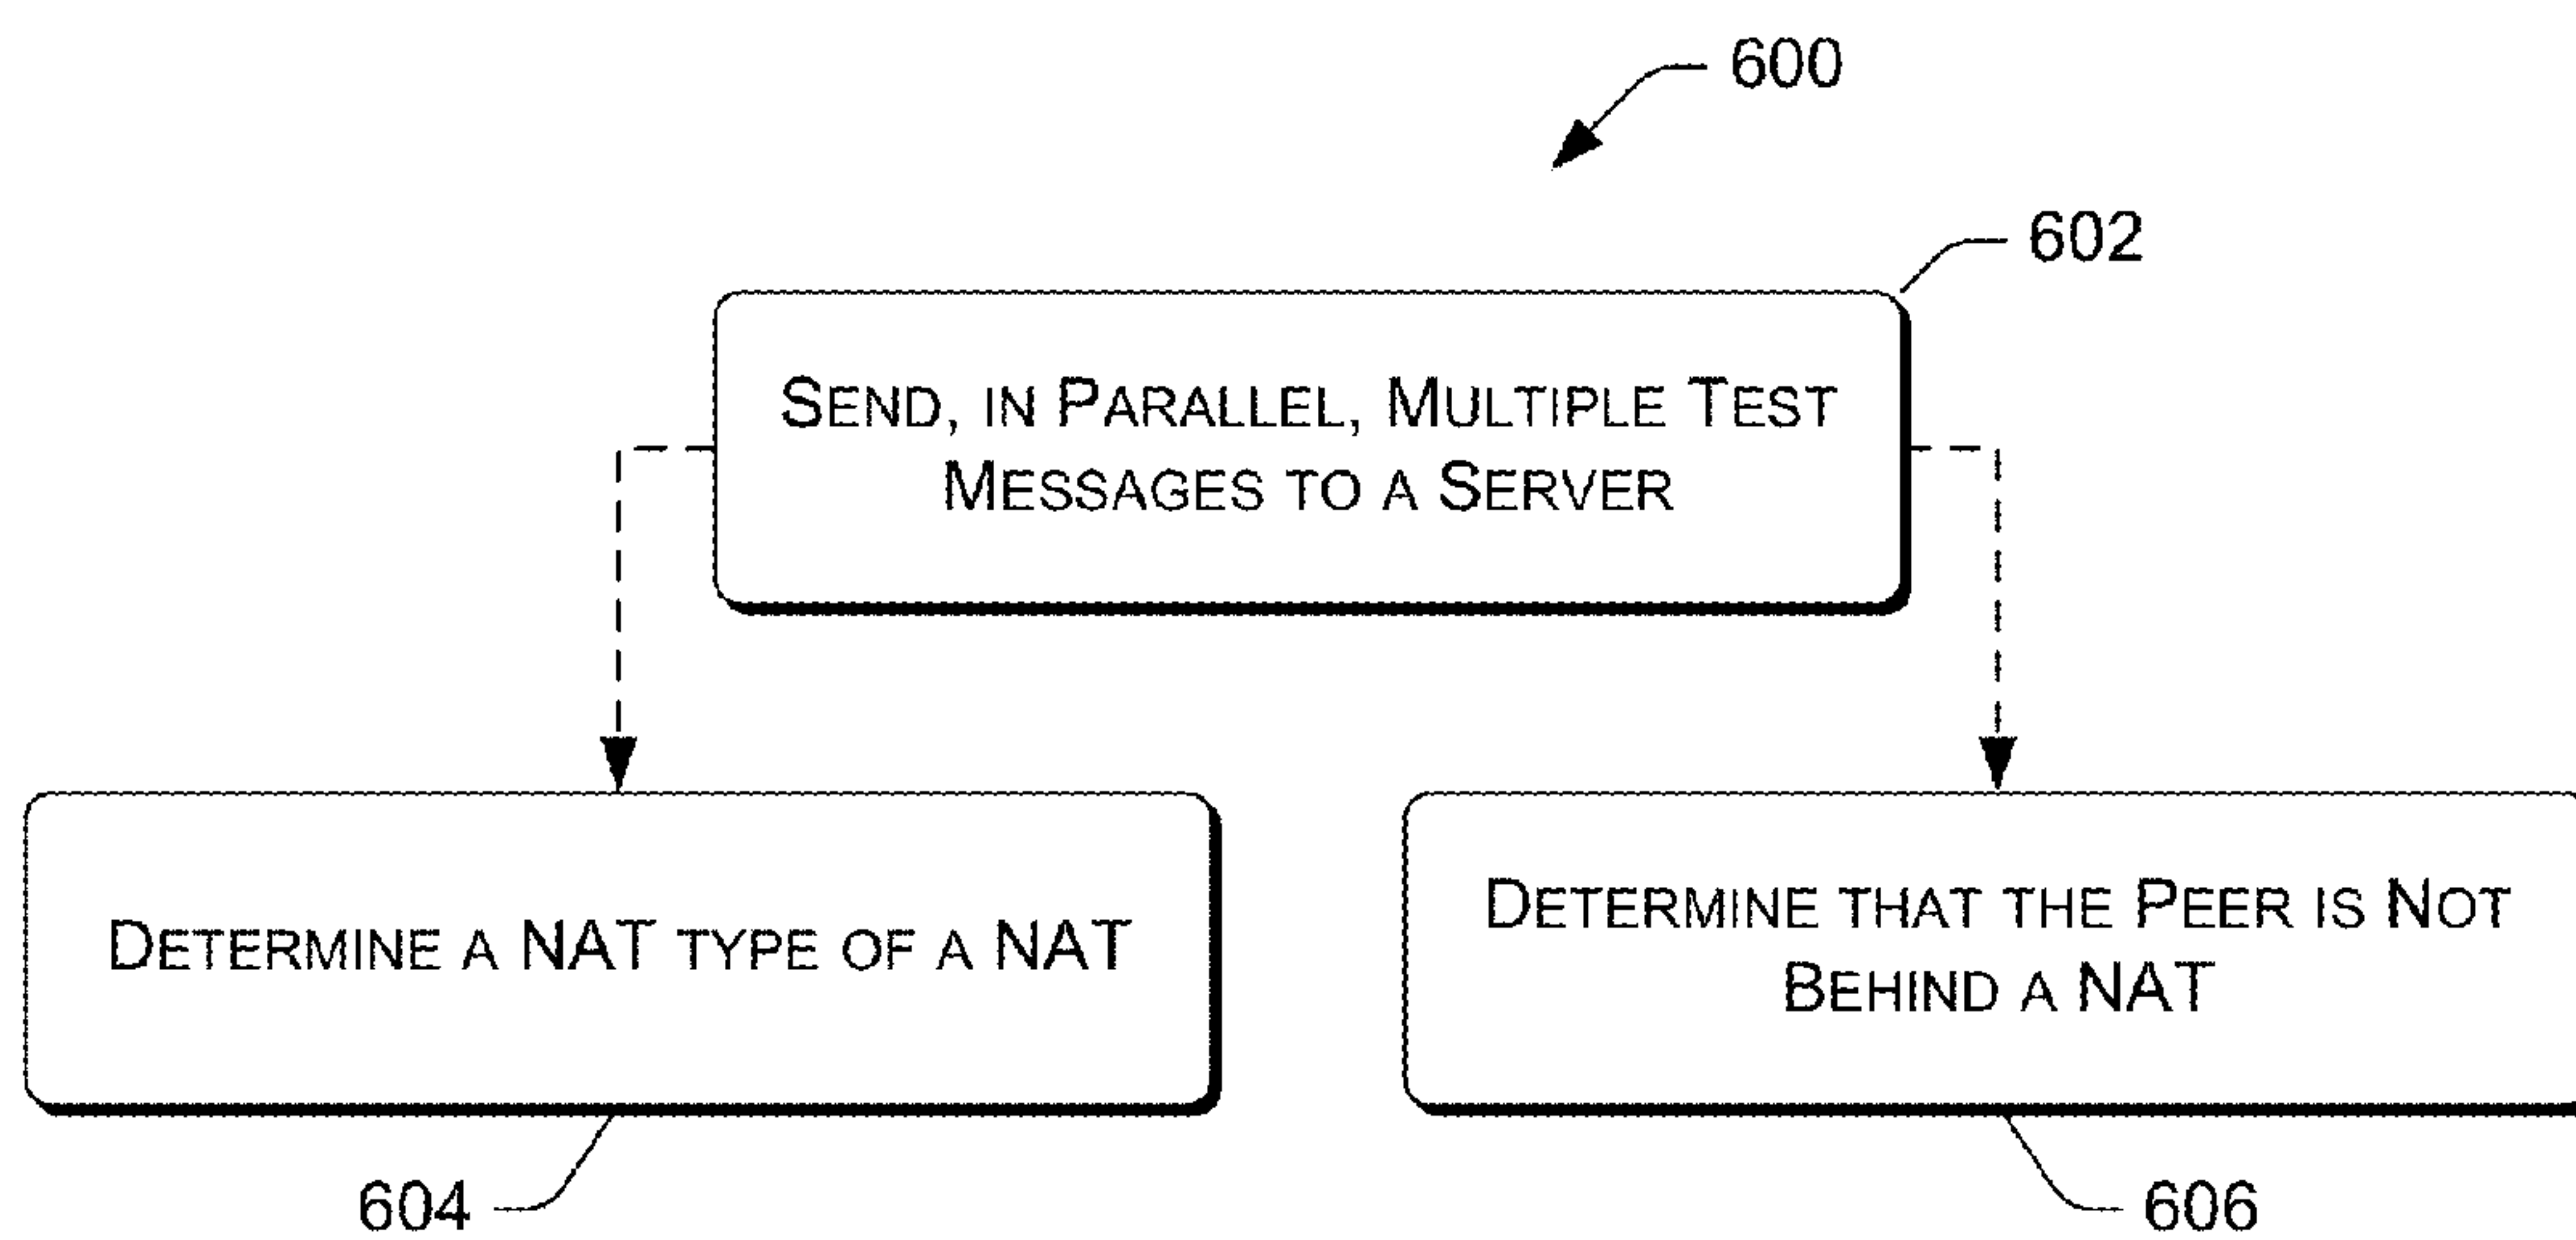 600
602
SEND, IN PARALLEL, MULTIPLE TEST
MESSAGES TO A SERVER
DETERMINE A NAT TYPE OF A NAT
DETERMINE THAT THE PEER IS NOT
BEHIND A NAT
604
606